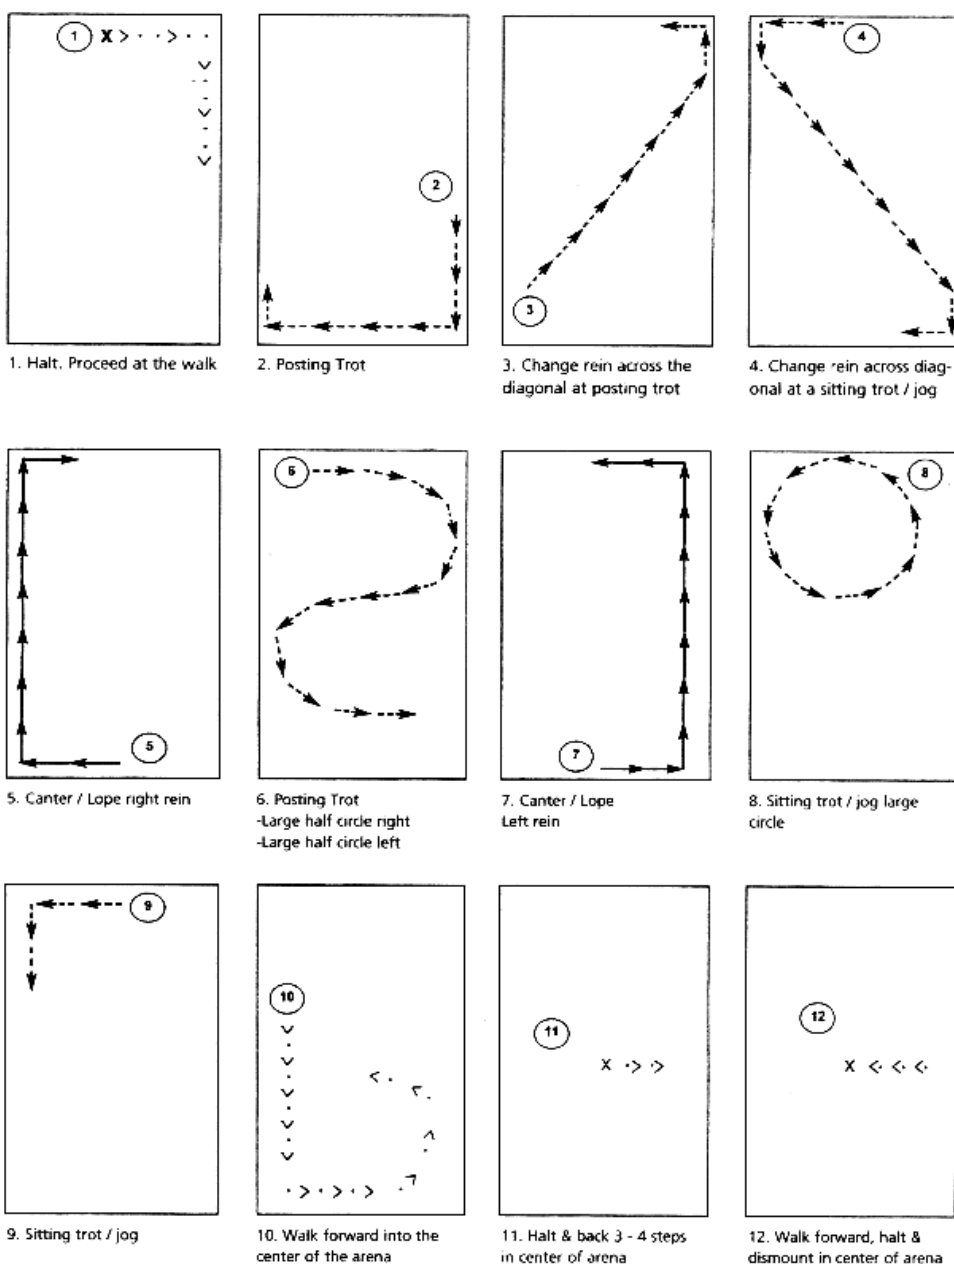 1 X
2
3
4
1. Halt. Proceed at the walk
2. Posting Trot
3. Change rein across the
diagonal at posting trot
4. Change rein across diag-
onal at a sitting trot / jog
5
6
7
8
5. Canter / Lope right rein
6. Posting Trot
-Large half circle right
-Large half circle left
7. Canter / Lope
Left rein
8. Sitting trot / jog large
circle
9
10
11
X
12
X
9. Sitting trot / jog
10. Walk forward into the
center of the arena
11. Halt & back 3 - 4 steps
in center of arena
12. Walk forward, halt &
dismount in center of arena